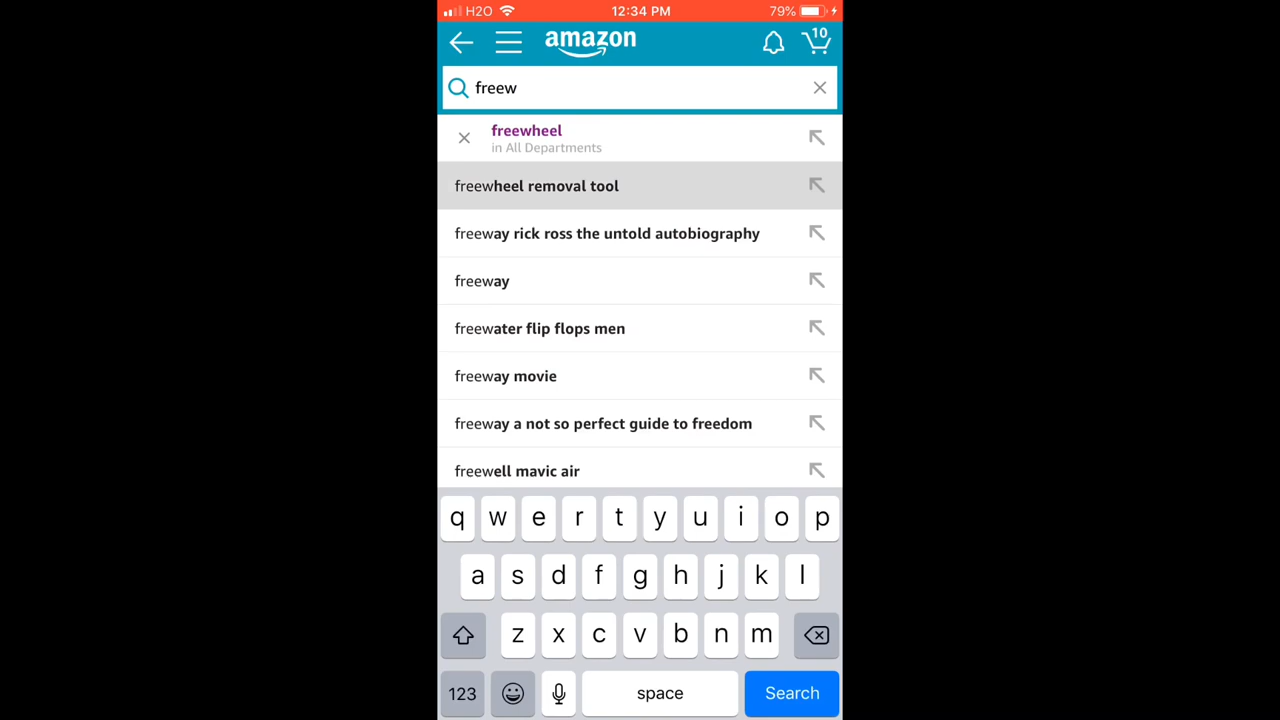 H2O 12:34 PM 79%
amazon 10
freew
freewheel
in All Departments
freewheel removal tool
freeway rick ross the untold autobiography
freeway
freewater flip flops men
freeway movie
freeway a not so perfect guide to freedom
freewell mavic air
q w e r t y u i o p
a s d f g h j k l
z x c v b n m
123 space Search